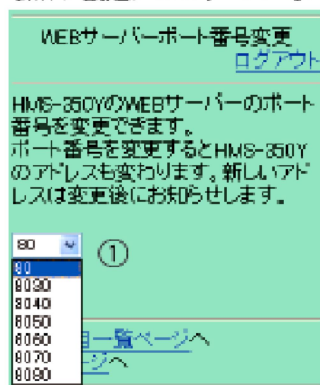 WEBサーバーポート番号変更
ログアウト
HMS-350YのWEBサーバーのポート
番号を変更できます。
ポート番号を変更するとHMS-350Y
のアドレスも変わります。新しいアド
レスは変更後にお知らせします。
80
①
80
8030
8040
8050
8060
一覧ページへ
8070
ージへ
8080